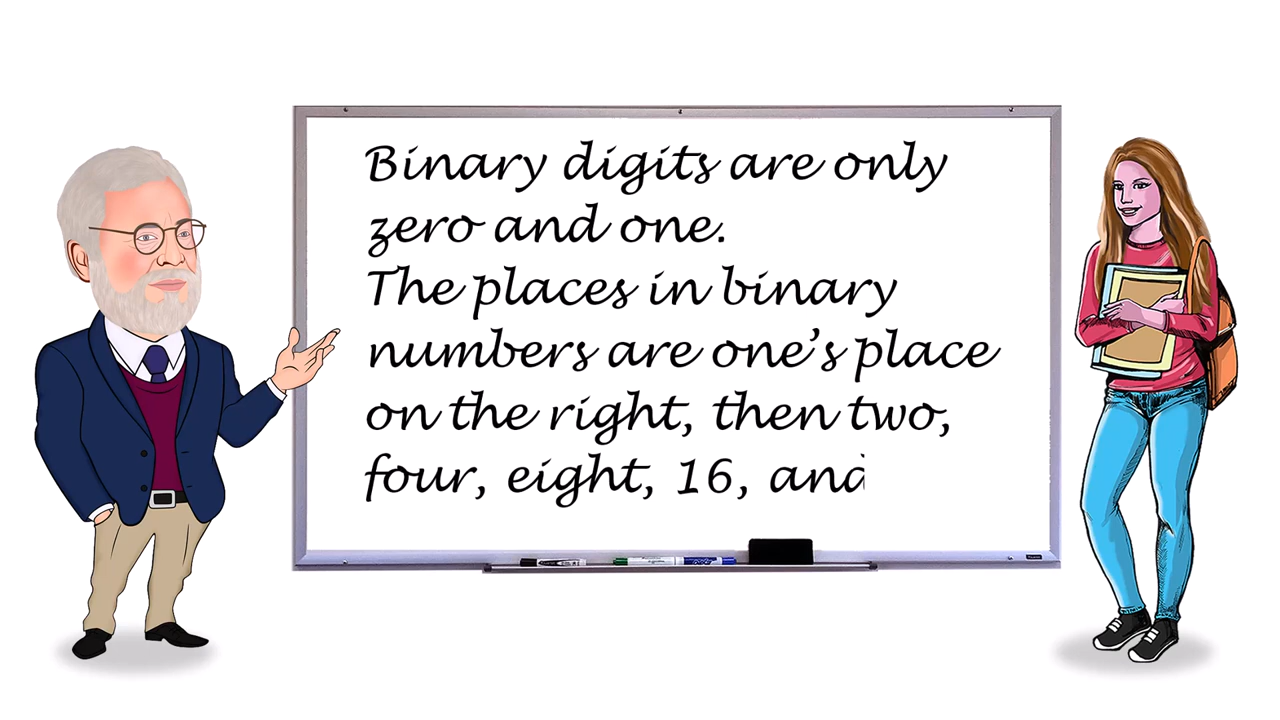 Binary digits are only
zero and one.
The places in binary
numbers are one's place
on the right, then two,
four, eight, 16, and